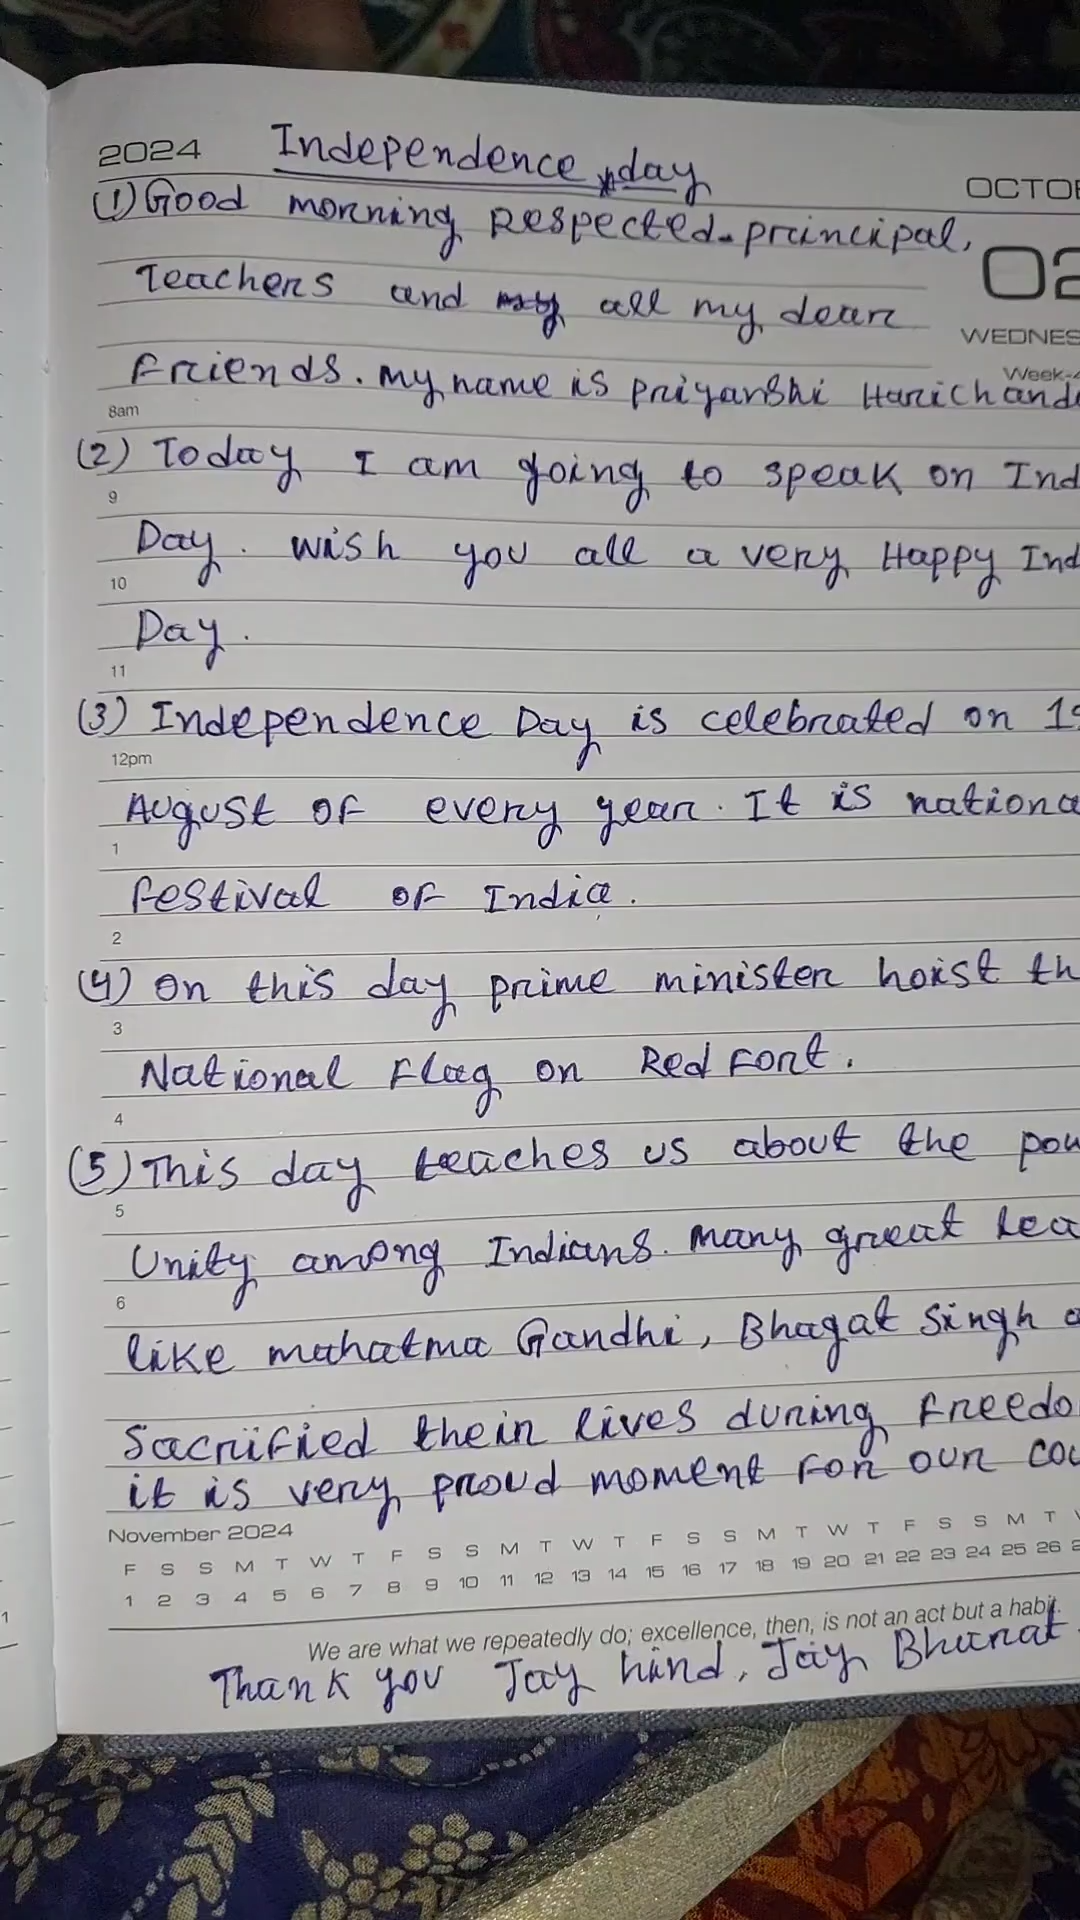 2024 Independence day
OCTO
(1) Good morning Respected principal,
02
Teachers and my all my dear
WEDNES
Week-
Friends. my name is priyanshi Harichand
8am
(2) Today I am going to speak on Ind
9
Day. wish you all a very Happy Ind
10
Day.
11
(3) Independence Day is celebrated on 1
12pm
August of every year. It is nationa
1
festival of India.
2
(4) on this day prime minister hoist th
3
National Flag on Red Fort.
4
(5) This day teaches us about the pow
5
Unity among Indians. many great lea
6
like mahatma Gandhi, Bhagat Singh a
Sacrified their lives during freedo
it is very proud moment for our cou
November 2024
F S S M T W T F S S M T W T F S S M T W T F S S M T
1 2 3 4 5 6 7 8 9 10 11 12 13 14 15 16 17 18 19 20 21 22 23 24 25 26 2
We are what we repeatedly do; excellence, then, is not an act but a habit.
Thank you Jay hind, Jay Bharat.